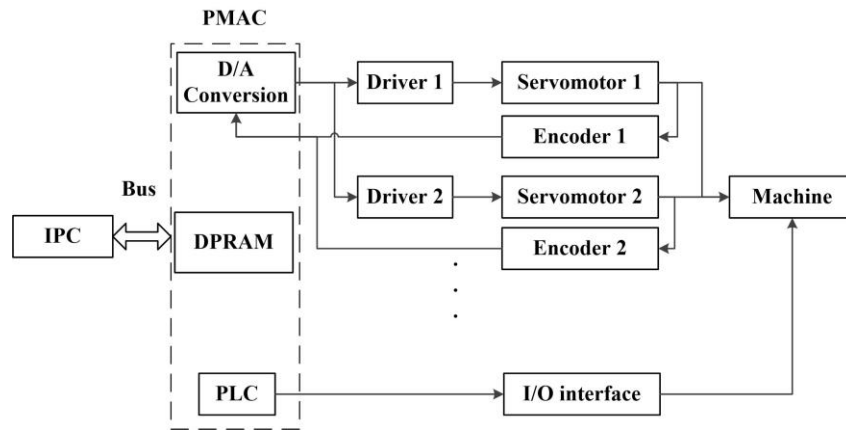 PMAC
D/A
Conversion
Driver 1
Servomotor 1
Encoder 1
Bus
Driver 2
Servomotor 2
Machine
IPC
DPRAM
Encoder 2
PLC
I/O interface